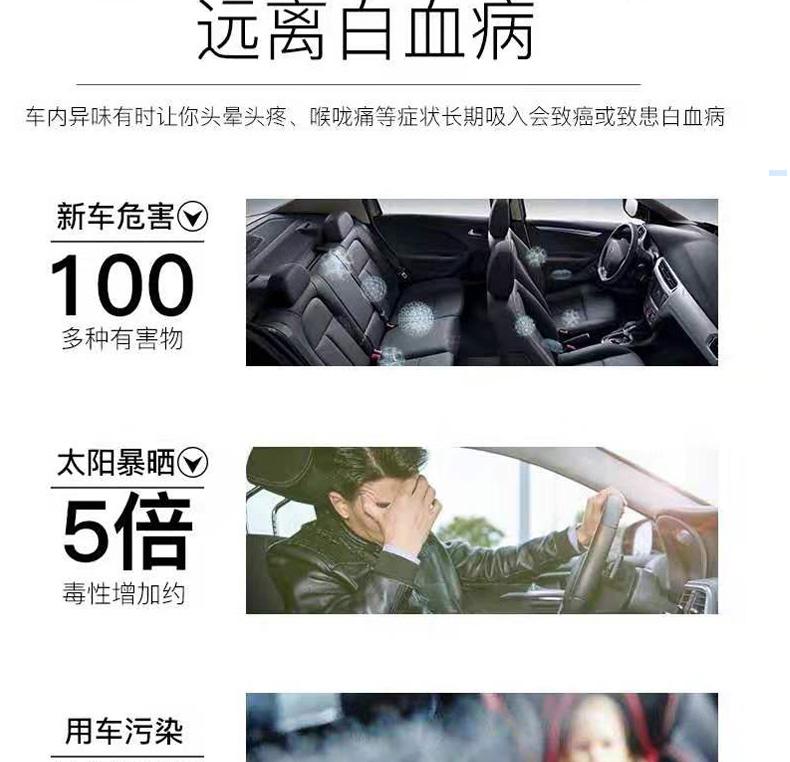 远离白血病
车内异味有时让你头晕头疼、喉咙痛等症状长期吸入会致癌或致患白血病
新车危害
100
多种有害物
太阳暴晒
5倍
毒性增加约
用车污染